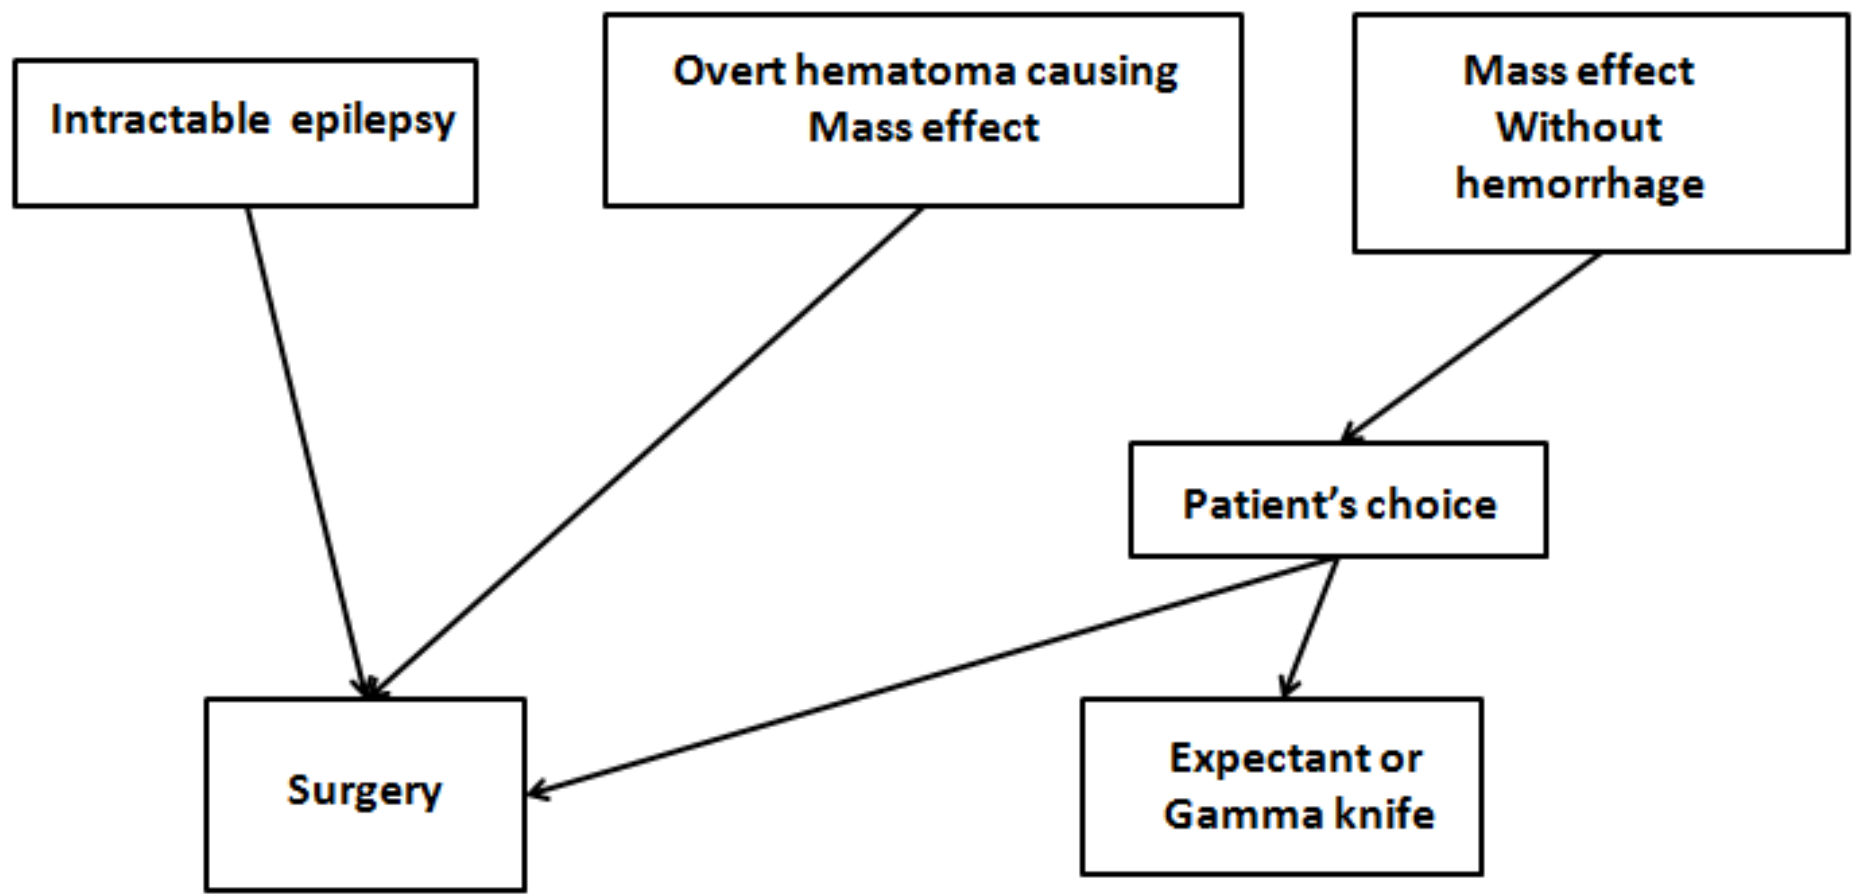 Intractable epilepsy
Overt hematoma causing
Mass effect
Mass effect
Without
hemorrhage
Patient’s choice
Surgery
Expectant or
Gamma knife